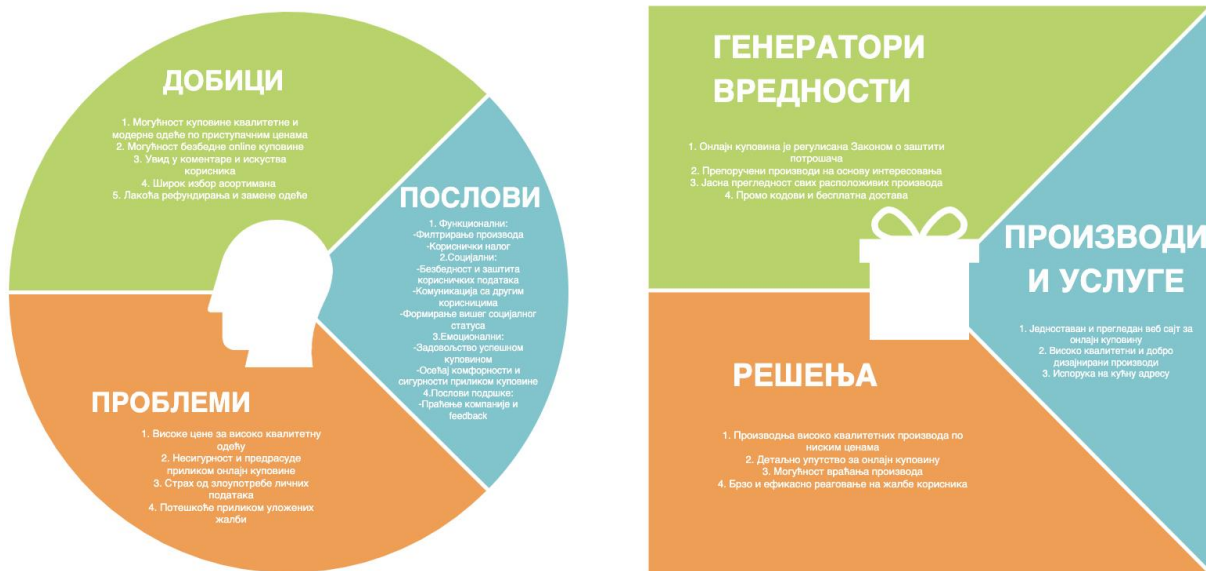 ДОБИЦИ
1. Могућност куповине квалитетне и
модерне одеће по приступачним ценама
2. Могућност безбедне online куповине
3. Увид у коментаре и искуства
корисника
4. Широк избор асортимана
5. Лакоћа рефундирања и замене одеће
ПОСЛОВИ
1. Функционални:
-Филтрирање производа
-Кориснички налог
2.Социјални:
-Безбедност и заштита
корисничких података
-Комуникација са другим
корисницима
-Формирање вишег социјалног
статуса
3.Емоционални:
-Задовољство успешном
куповином
-Осећај комфорности и
сигурности приликом куповине
4.Послови подршке:
-Праћење компаније и
feedback
ПРОБЛЕМИ
1. Високе цене за високо квалитетну
одећу
2. Несигурност и предрасуде
приликом онлајн куповине
3. Страх од злоупотребе личних
података
4. Потешкоће приликом уложених
жалби
ГЕНЕРАТОРИ
ВРЕДНОСТИ
1. Онлајн куповина је регулисана Законом о заштити
потрошача
2. Препоручени производи на основу интересовања
3. Јасна прегледност свих расположивих производа
4. Промо кодови и бесплатна достава
ПРОИЗВОДИ
И УСЛУГЕ
1. Једноставан и прегледан веб сајт за
онлајн куповину
2. Високо квалитетни и добро
дизајнирани производи
3. Испорука на кућну адресу
РЕШЕЊА
1. Производња високо квалитетних производа по
ниским ценама
2. Детаљно упутство за онлајн куповину
3. Могућност враћања производа
4. Брзо и ефикасно реаговање на жалбе корисника